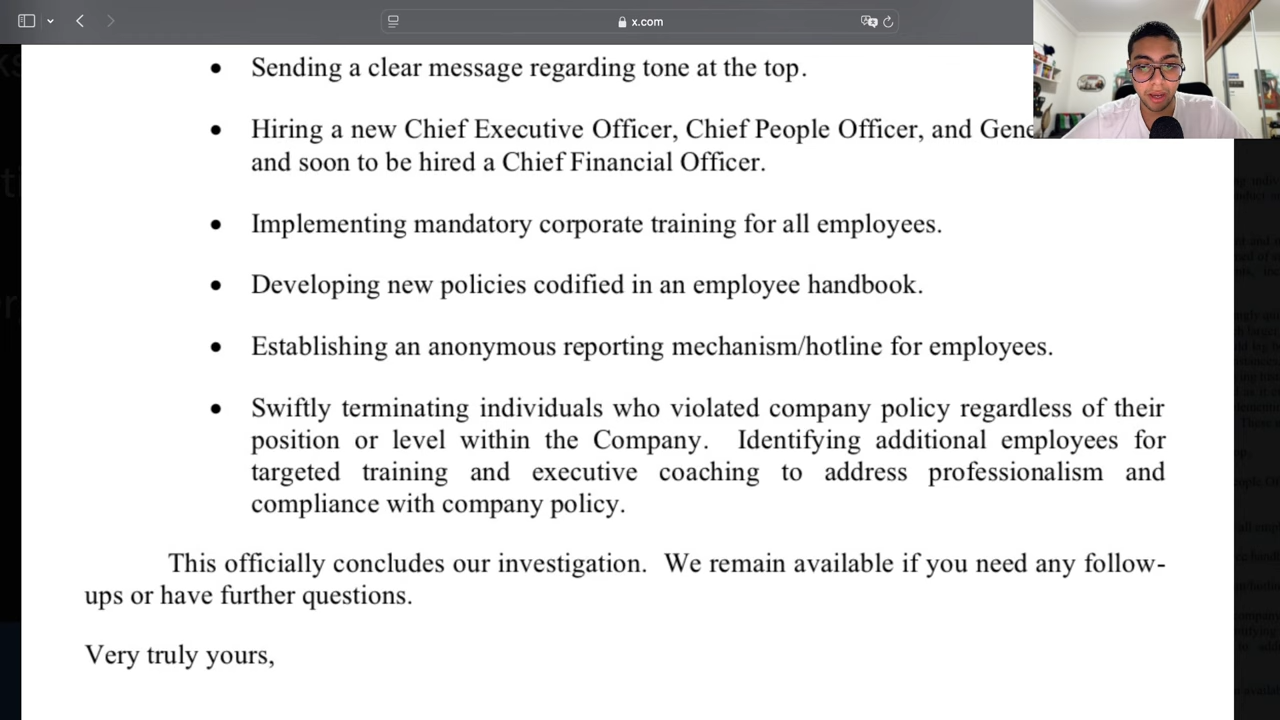 x.com
• Sending a clear message regarding tone at the top.
• Hiring a new Chief Executive Officer, Chief People Officer, and Gene
and soon to be hired a Chief Financial Officer.
• Implementing mandatory corporate training for all employees.
• Developing new policies codified in an employee handbook.
• Establishing an anonymous reporting mechanism/hotline for employees.
• Swiftly terminating individuals who violated company policy regardless of their
position or level within the Company. Identifying additional employees for
targeted training and executive coaching to address professionalism and
compliance with company policy.
This officially concludes our investigation. We remain available if you need any follow-
ups or have further questions.
Very truly yours,